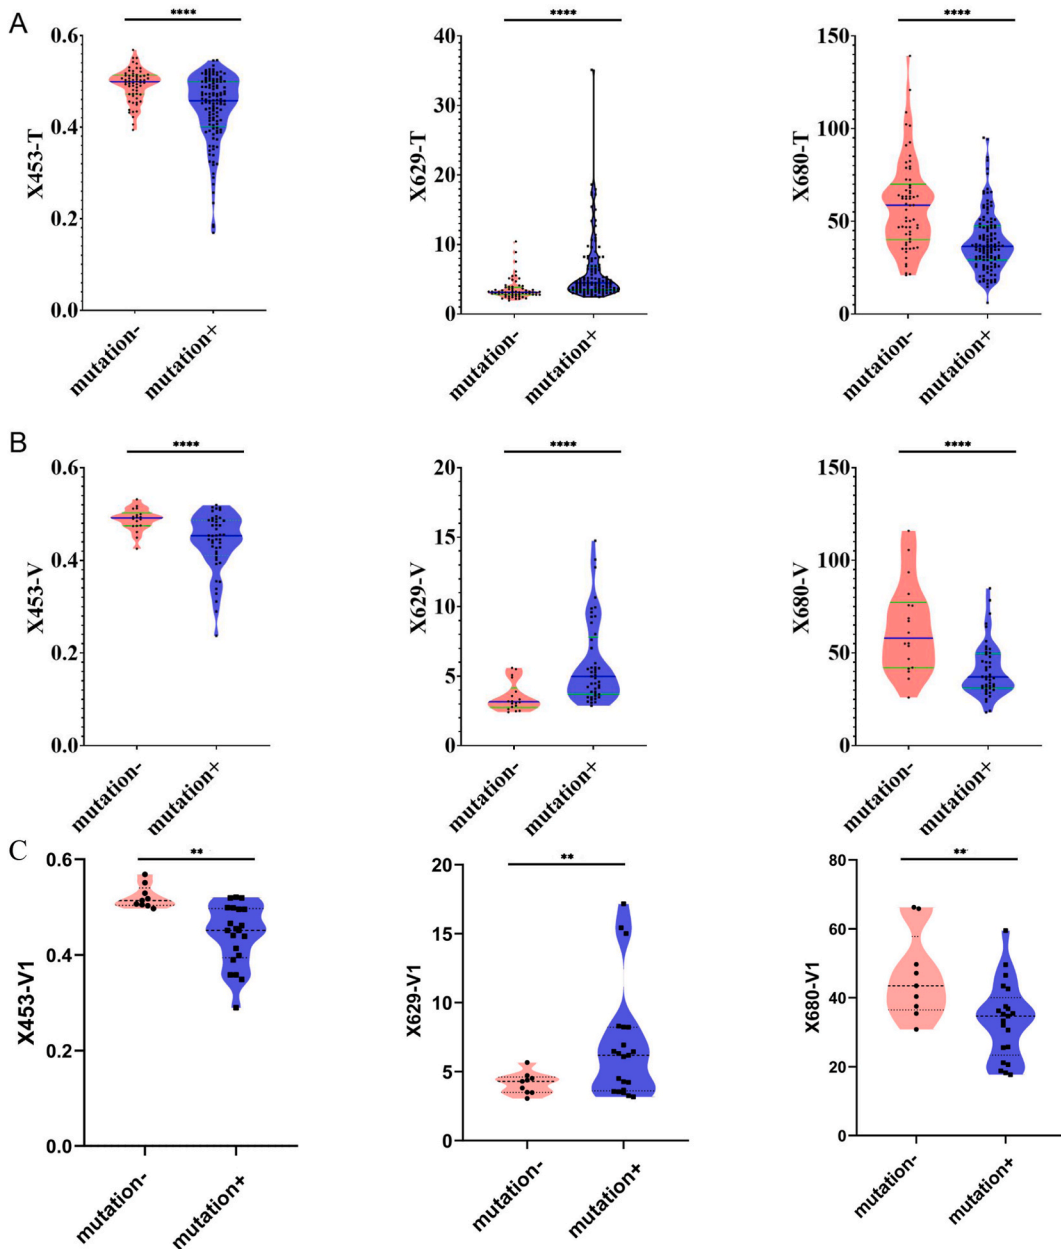 A
****
****
****
X453-T
0.6
0.4
0.2
0.0
mutation-
mutation+
X629-T
40
30
20
10
0
mutation-
mutation+
X680-T
150
100
50
0
mutation-
mutation+
B
****
****
****
X453-V
0.6
0.4
0.2
0.0
mutation-
mutation+
X629-V
20
15
10
5
0
mutation-
mutation+
X680-V
150
100
50
0
mutation-
mutation+
C
**
**
**
X453-V1
0.6
0.4
0.2
0.0
mutation-
mutation+
X629-V1
20
15
10
5
0
mutation-
mutation+
X680-V1
80
60
40
20
0
mutation-
mutation+